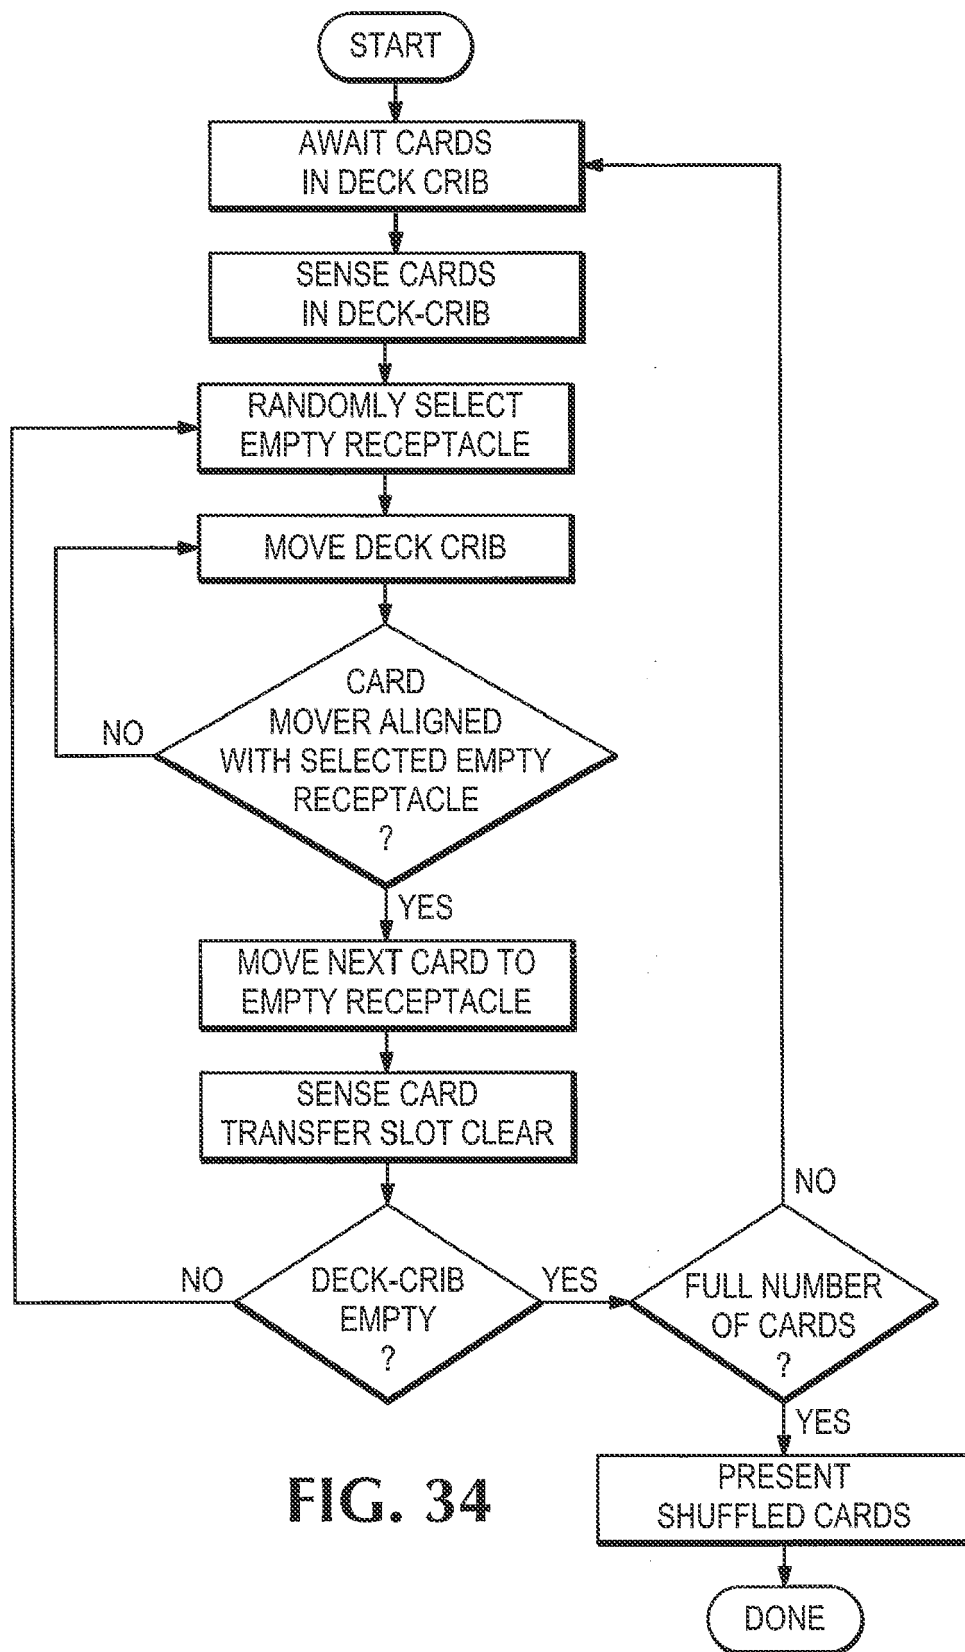 START
AWAIT CARDS
IN DECK CRIB
SENSE CARDS
IN DECK-CRIB
RANDOMLY SELECT
EMPTY RECEPTACLE
MOVE DECK CRIB
CARD
MOVER ALIGNED
WITH SELECTED EMPTY
RECEPTACLE
?
NO
YES
MOVE NEXT CARD TO
EMPTY RECEPTACLE
SENSE CARD
TRANSFER SLOT CLEAR
NO
DECK-CRIB
EMPTY
?
YES
NO
FULL NUMBER
OF CARDS
?
YES
PRESENT
SHUFFLED CARDS
DONE
FIG. 34